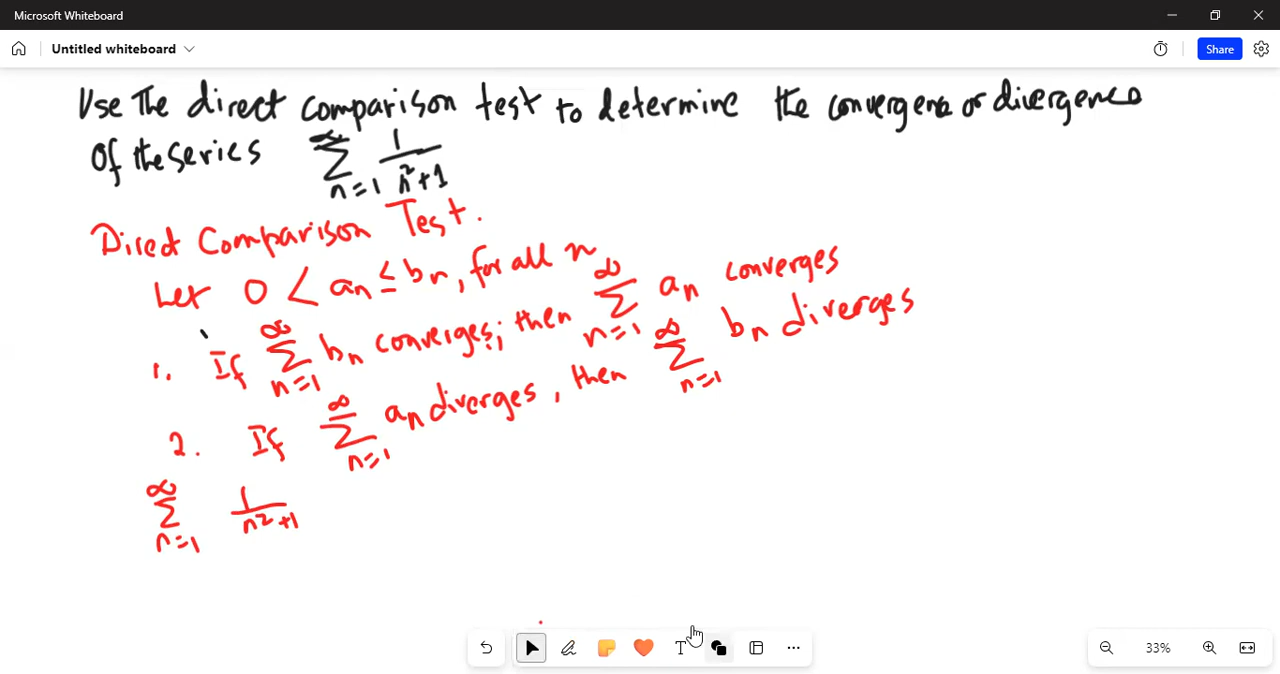 Microsoft Whiteboard
Untitled whiteboard
Share
Use The direct comparison test to determine the convergence or divergence
Of the series ∑_{n=1}^{∞} 1/(n²+1)
Direct Comparison Test.
Let 0 < an ≤ bn, for all n
1. If ∑_{n=1}^{∞} bn converges; then ∑_{n=1}^{∞} an converges
2. If ∑_{n=1}^{∞} an diverges, then ∑_{n=1}^{∞} bn diverges
∑_{n=1}^{∞} 1/(n²+1)
T
33%